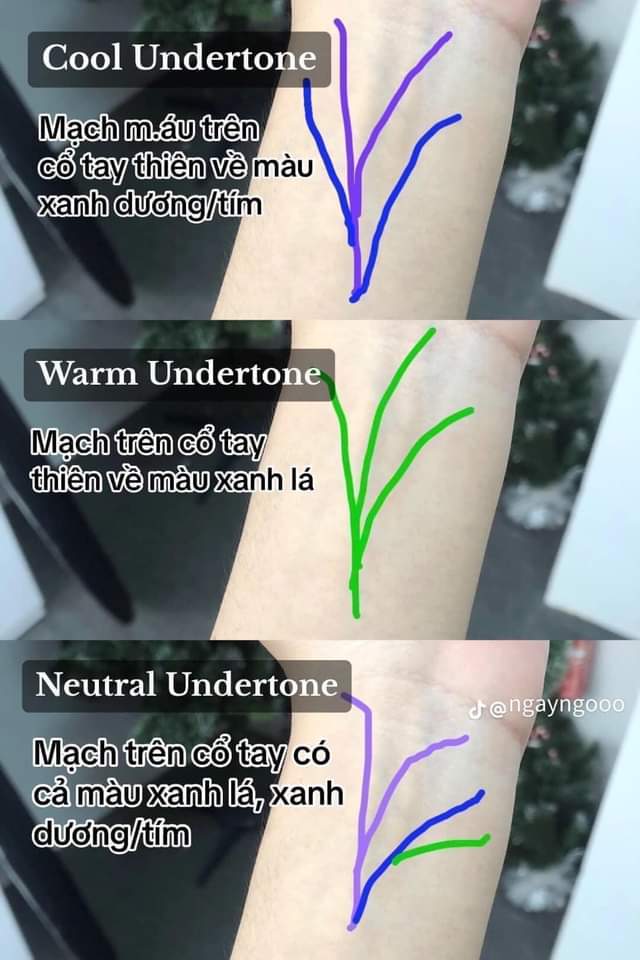 Cool Undertone
Mạch m.áu trên
cổ tay thiên về màu
xanh dương/tím
Warm Undertone
Mạch trên cổ tay
thiên về màu xanh lá
Neutral Undertone
@ngayngooo
Mạch trên cổ tay có
cả màu xanh lá, xanh
dương/tím